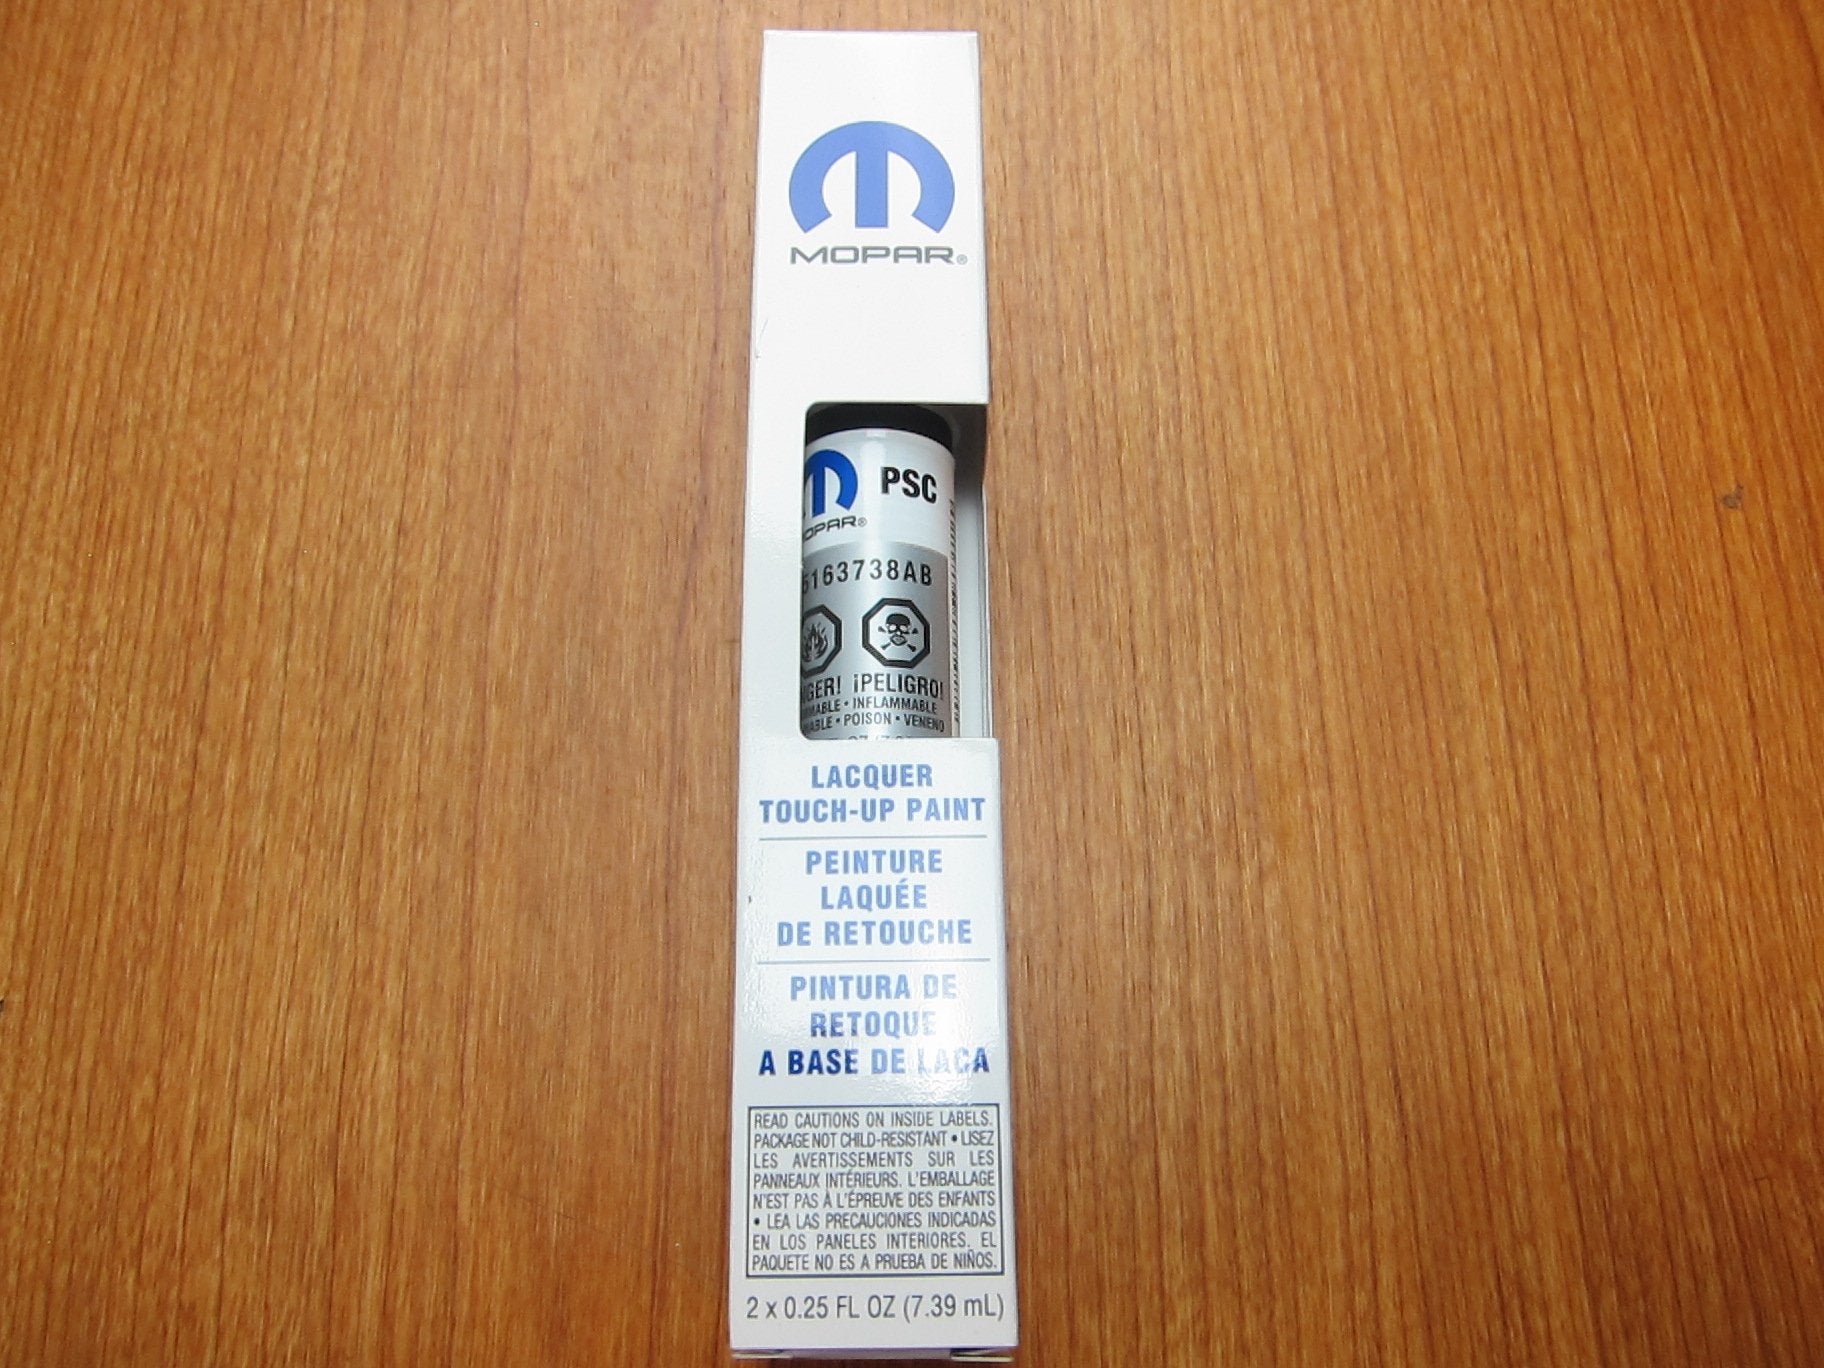 MOPAR®
PSC
MOPAR®
5163738AB
¡PELIGRO!
INFLAMMABLE
POISON • VENENO
LACQUER
TOUCH-UP PAINT
PEINTURE
LAQUÉE
DE RETOUCHE
PINTURA DE
RETOQUE
A BASE DE LACA
READ CAUTIONS ON INSIDE LABELS.
PACKAGE NOT CHILD-RESISTANT • LISEZ
LES AVERTISSEMENTS SUR LES
PANNEAUX INTÉRIEURS. L'EMBALLAGE
N'EST PAS À L'ÉPREUVE DES ENFANTS
• LEA LAS PRECAUCIONES INDICADAS
EN LOS PANELES INTERIORES. EL
PAQUETE NO ES A PRUEBA DE NIÑOS.
2 x 0.25 FL OZ (7.39 mL)